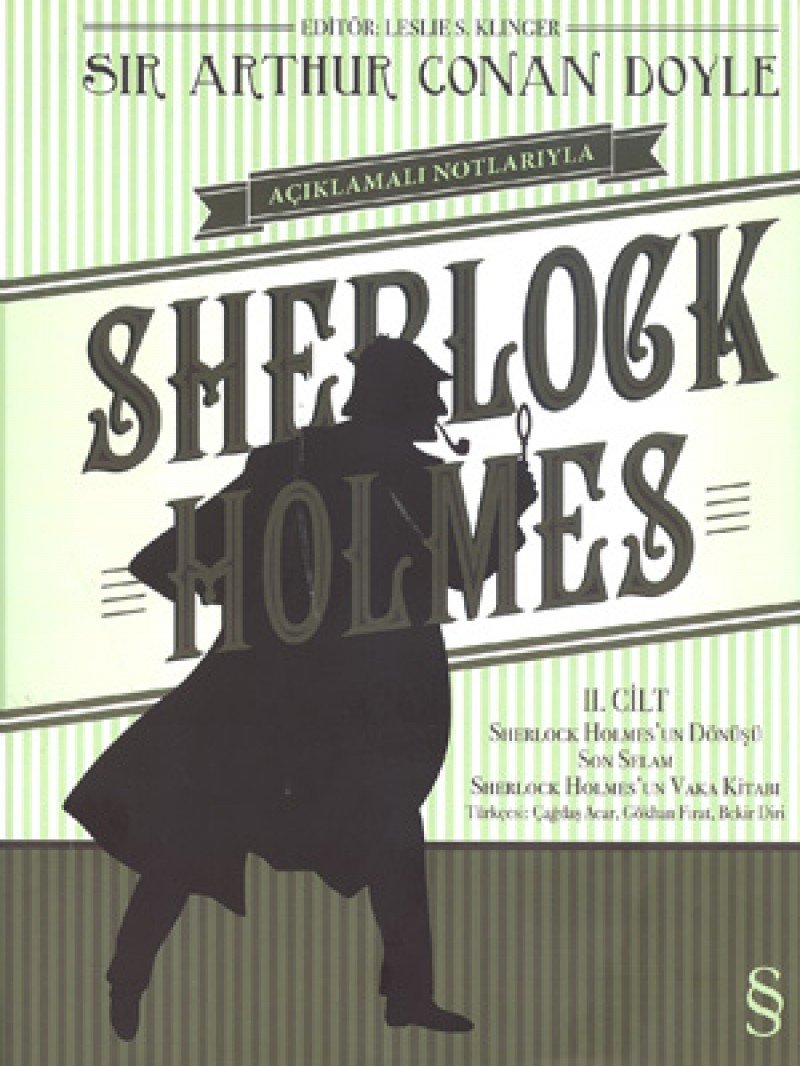 EDİTÖR: LESLIE S. KLINGER
SIR ARTHUR CONAN DOYLE
AÇIKLAMALI NOTLARIYLA
SHERLOCK
HOLMES
II. CİLT
SHERLOCK HOLMES'UN DÖNÜŞÜ
SON SELAM
SHERLOCK HOLMES'UN VAKA KİTABI
Türkçesi: Çağdaş Acar, Gökhan Fırat, Bekir Diri